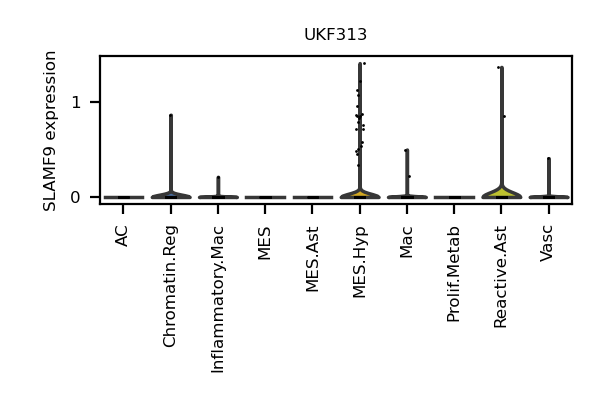 UKF313
SLAMF9 expression
1
0
AC
Chromatin.Reg
Inflammatory.Mac
MES
MES.Ast
MES.Hyp
Mac
Prolif.Metab
Reactive.Ast
Vasc